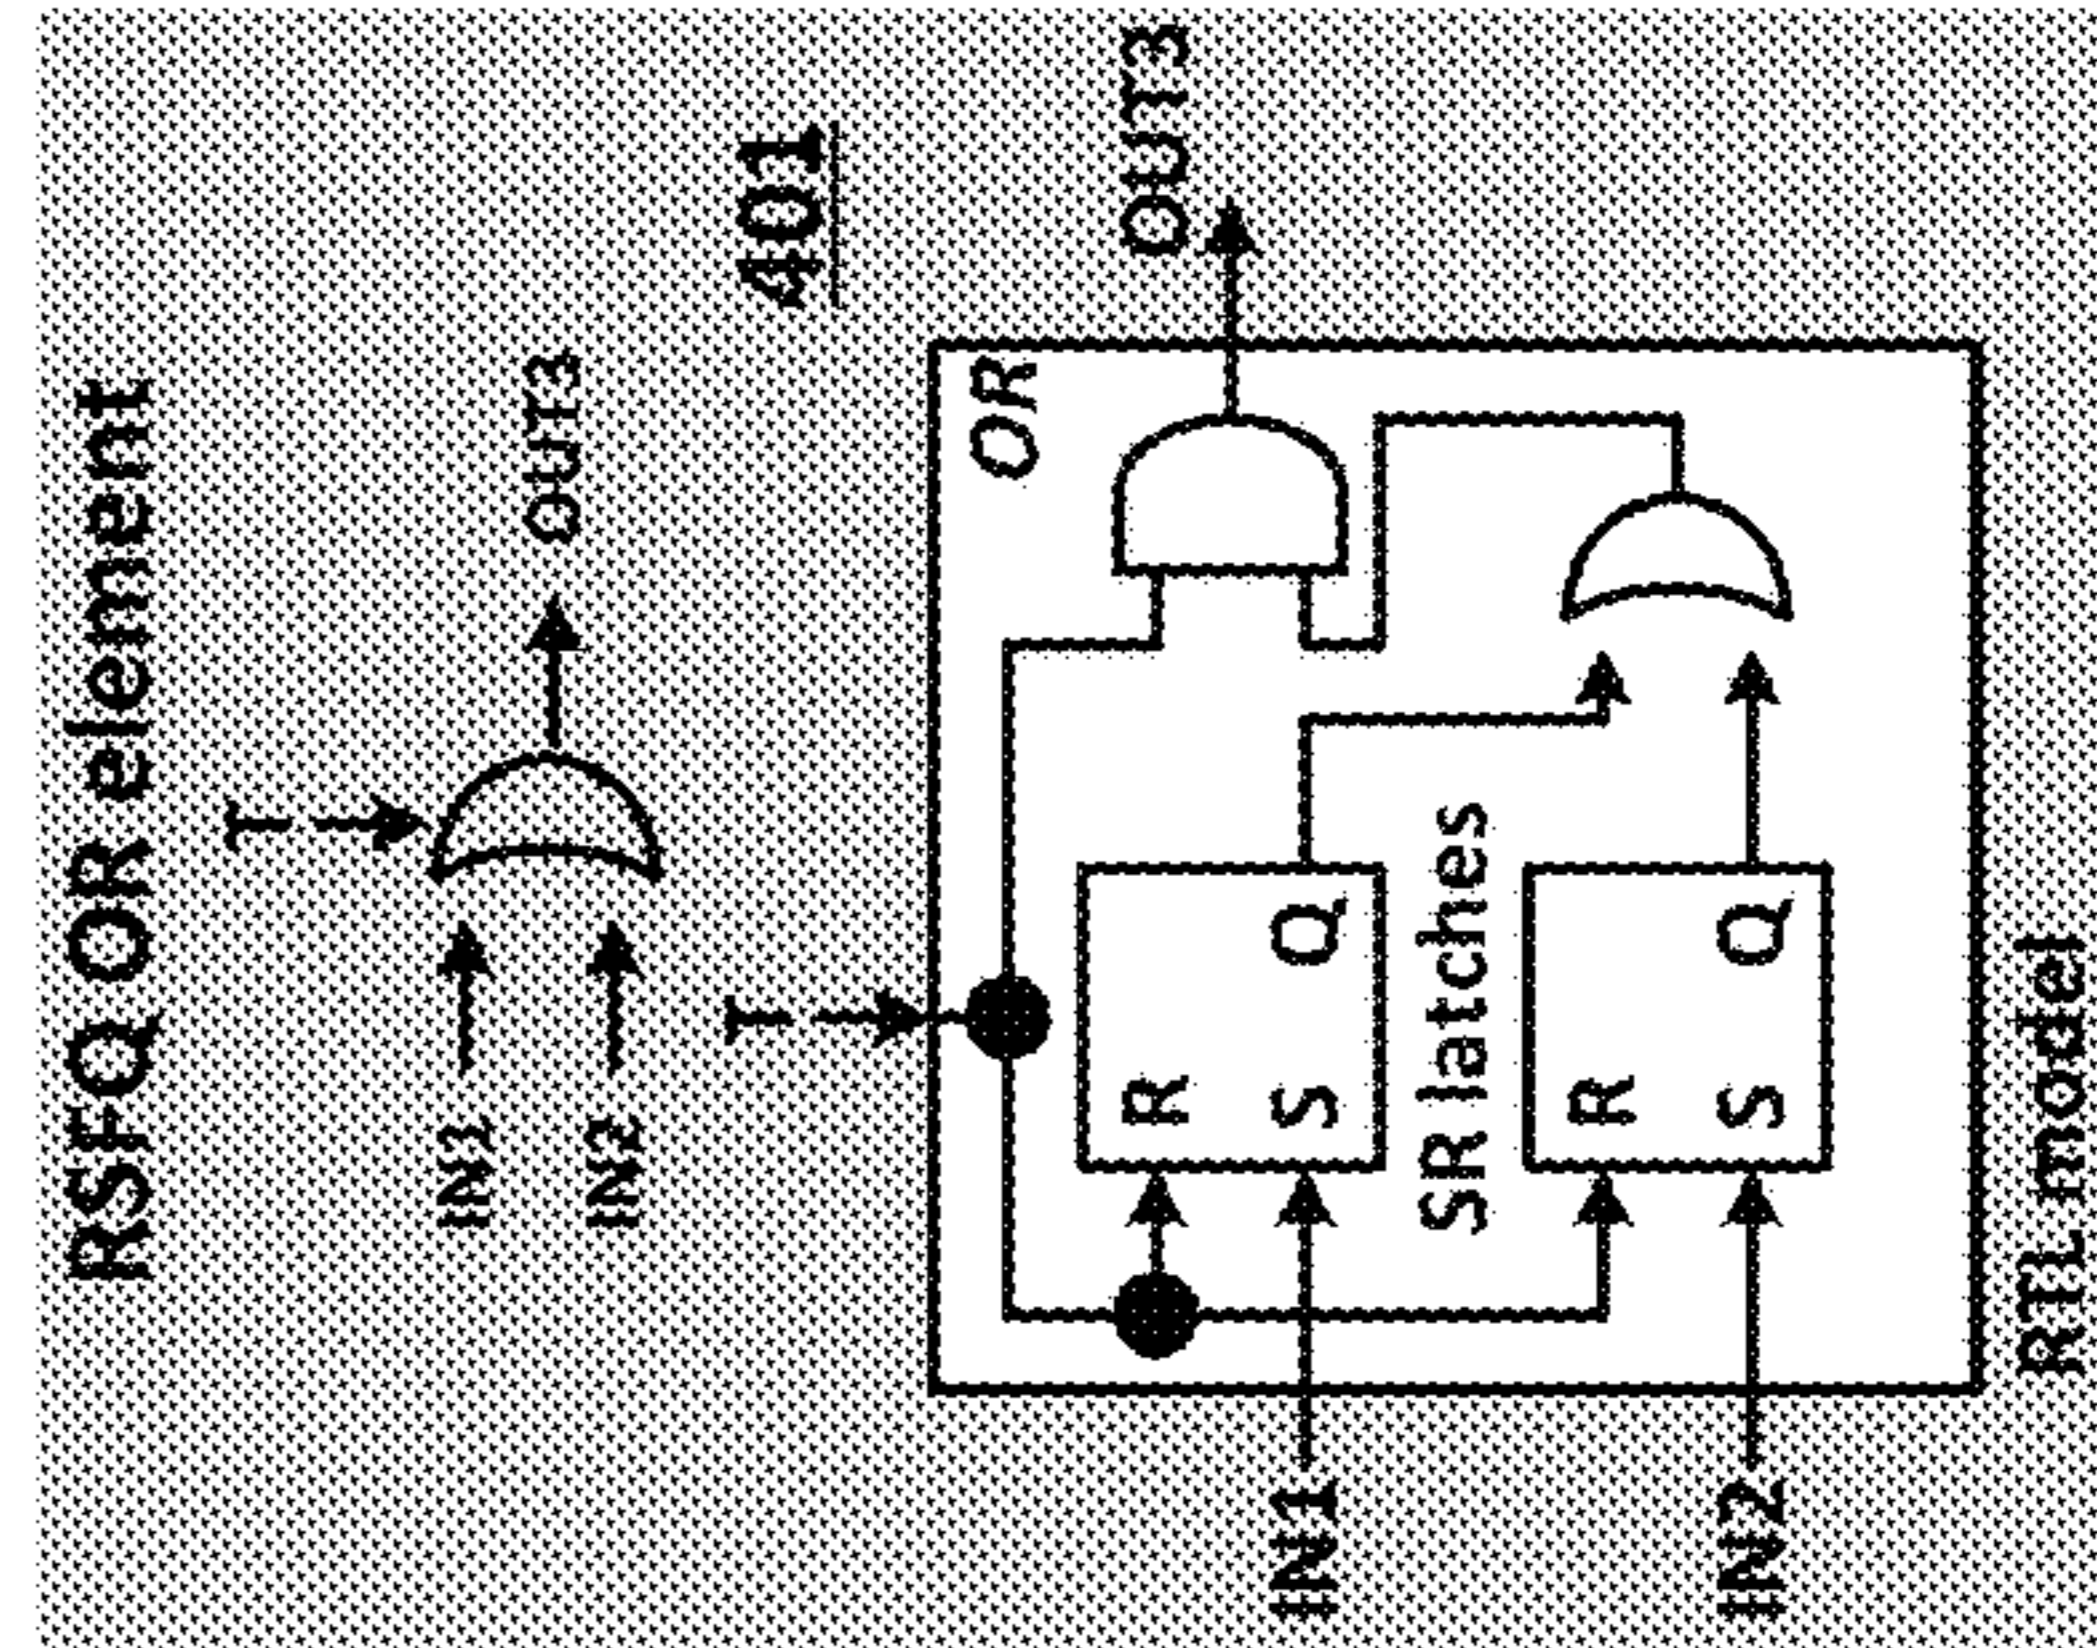 RSFQ OR element
T
IN1
IN2
OUT3
401
T
OR
OUT3
R
S
Q
SR latches
R
S
Q
IN1
IN2
RTL model